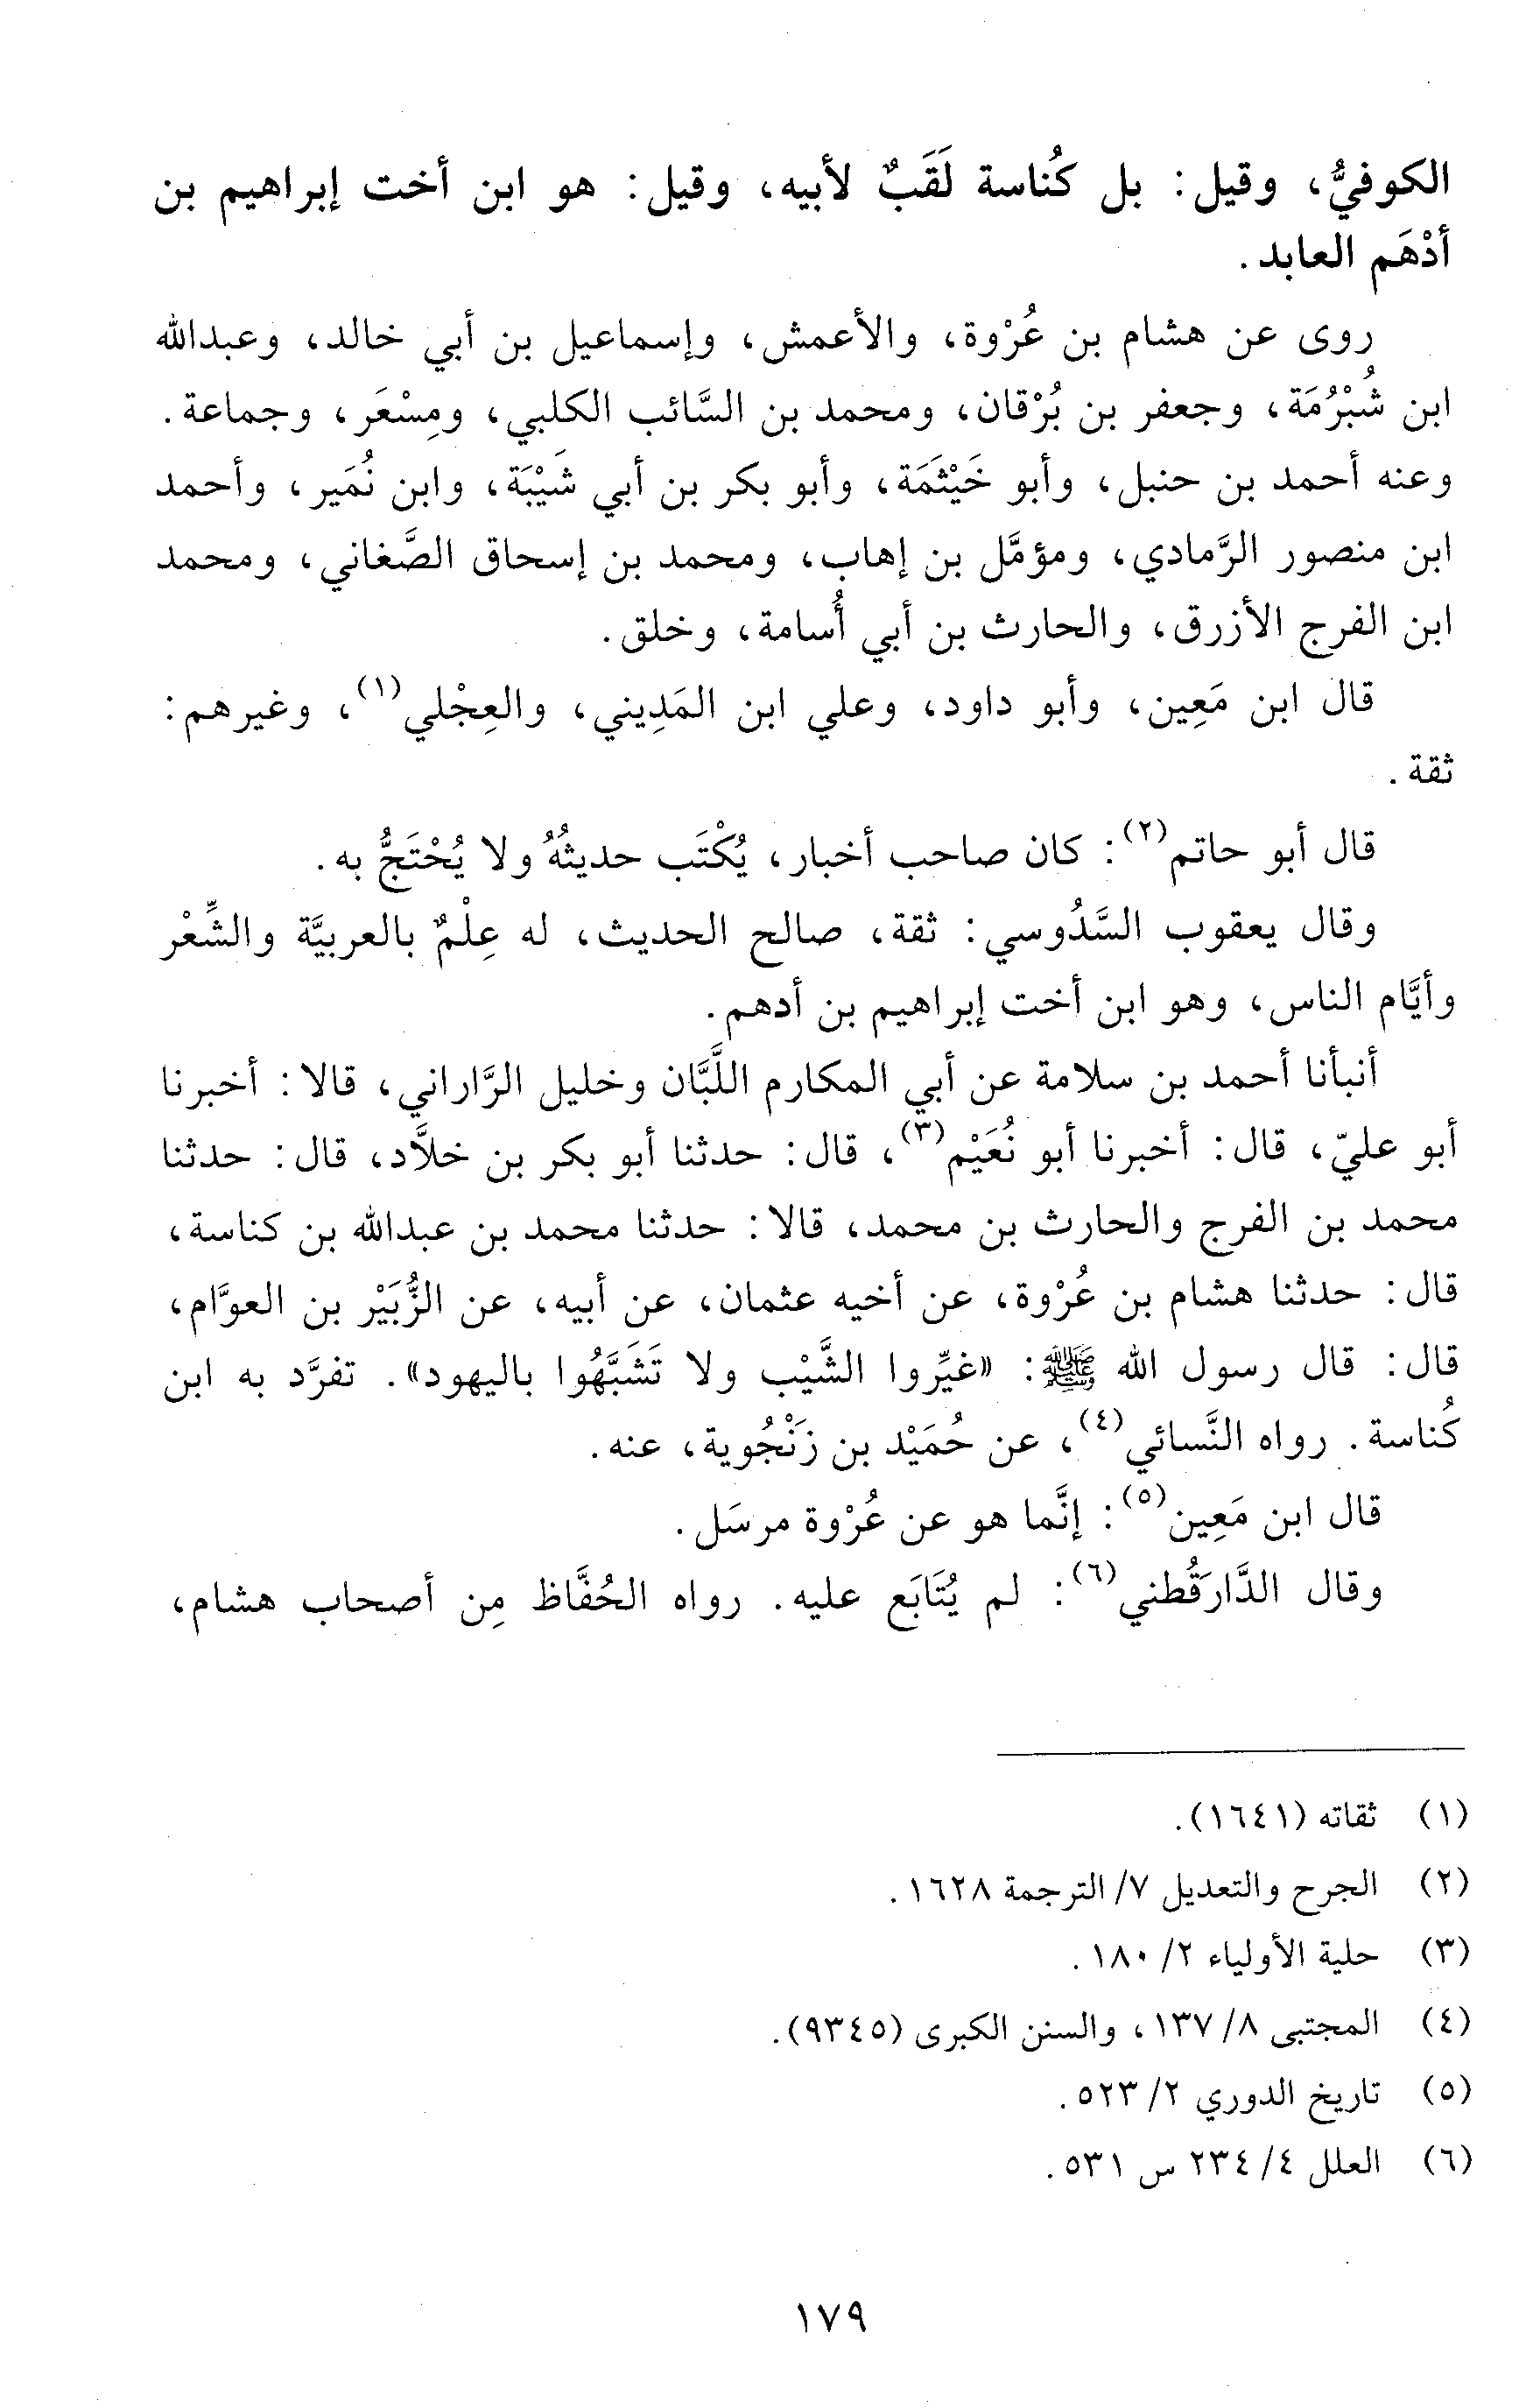 الكوفيُّ، وقيل: بل كُناسة لَقَبٌ لأبيه، وقيل: هو ابن أخت إبراهيم بن
أدْهَم العابد.
روى عن هشام بن عُرْوة، والأعمش، وإسماعيل بن أبي خالد، وعبدالله
ابن شُبْرُمَة، وجعفر بن بُرْقان، ومحمد بن السَّائب الكلبي، ومِسْعَر، وجماعة.
وعنه أحمد بن حنبل، وأبو خَيْثَمَة، وأبو بكر بن أبي شَيْبَة، وابن نُمَير، وأحمد
ابن منصور الرَّمادي، ومؤمَّل بن إهاب، ومحمد بن إسحاق الصَّغاني، ومحمد
ابن الفرج الأزرق، والحارث بن أبي أُسامة، وخلق.
قال ابن مَعِين، وأبو داود، وعلي ابن المَدِيني، والعِجْلي(١)، وغيرهم:
ثقة.
قال أبو حاتم(٢): كان صاحب أخبار، يُكْتَب حديثُهُ ولا يُحْتَجُّ به.
وقال يعقوب السَّدُوسي: ثقة، صالح الحديث، له عِلْمٌ بالعربيَّة والشِّعْر
وأيَّام الناس، وهو ابن أخت إبراهيم بن أدهم.
أنبأنا أحمد بن سلامة عن أبي المكارم اللَّبَّان وخليل الرَّاراني، قالا: أخبرنا
أبو عليّ، قال: أخبرنا أبو نُعَيْم(٣)، قال: حدثنا أبو بكر بن خلاَّد، قال: حدثنا
محمد بن الفرج والحارث بن محمد، قالا: حدثنا محمد بن عبدالله بن كناسة،
قال: حدثنا هشام بن عُرْوة، عن أخيه عثمان، عن أبيه، عن الزُّبَيْر بن العوَّام،
قال: قال رسول الله ﷺ: «غيِّروا الشَّيْب ولا تَشَبَّهُوا باليهود». تفرَّد به ابن
كُناسة. رواه النَّسائي(٤)، عن حُمَيْد بن زَنْجُوية، عنه.
قال ابن مَعِين(٥): إنَّما هو عن عُرْوة مرسَل.
وقال الدَّارَقُطني(٦): لم يُتَابَع عليه. رواه الحُفَّاظ مِن أصحاب هشام،
(١) ثقاته (١٦٤١).
(٢) الجرح والتعديل ٧/ الترجمة ١٦٢٨.
(٣) حلية الأولياء ٢/ ١٨٠.
(٤) المجتبى ٨/ ١٣٧، والسنن الكبرى (٩٣٤٥).
(٥) تاريخ الدوري ٢/ ٥٢٣.
(٦) العلل ٤/ ٢٣٤ س ٥٣١.
١٧٩